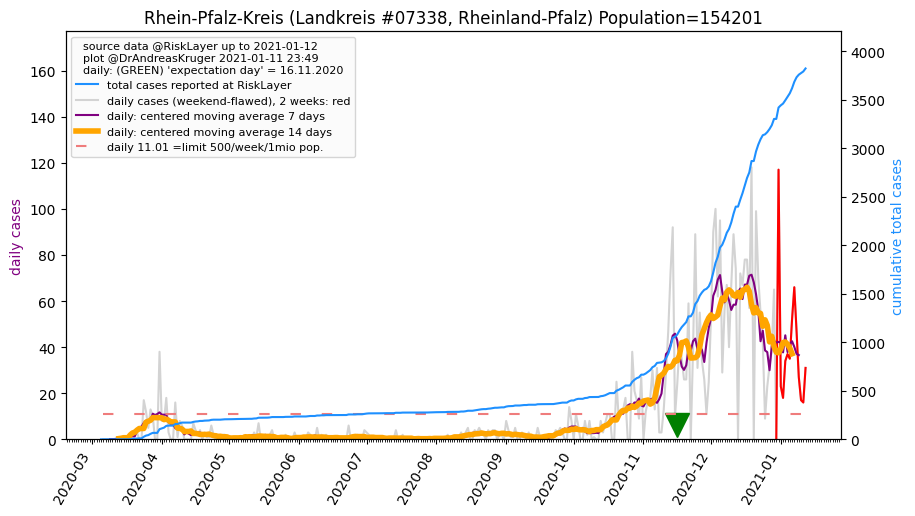 Rhein-Pfalz-Kreis (Landkreis #07338, Rheinland-Pfalz) Population=154201
source data @RiskLayer up to 2021-01-12
plot @DrAndreasKruger 2021-01-11 23:49
daily: (GREEN) 'expectation day' = 16.11.2020
total cases reported at RiskLayer
daily cases (weekend-flawed), 2 weeks: red
daily: centered moving average 7 days
daily: centered moving average 14 days
daily 11.01 =limit 500/week/1mio pop.
daily cases
160
140
120
100
80
60
40
20
0
4000
3500
3000
2500
2000
1500
1000
500
0
cumulative total cases
2020-03
2020-04
2020-05
2020-06
2020-07
2020-08
2020-09
2020-10
2020-11
2020-12
2021-01